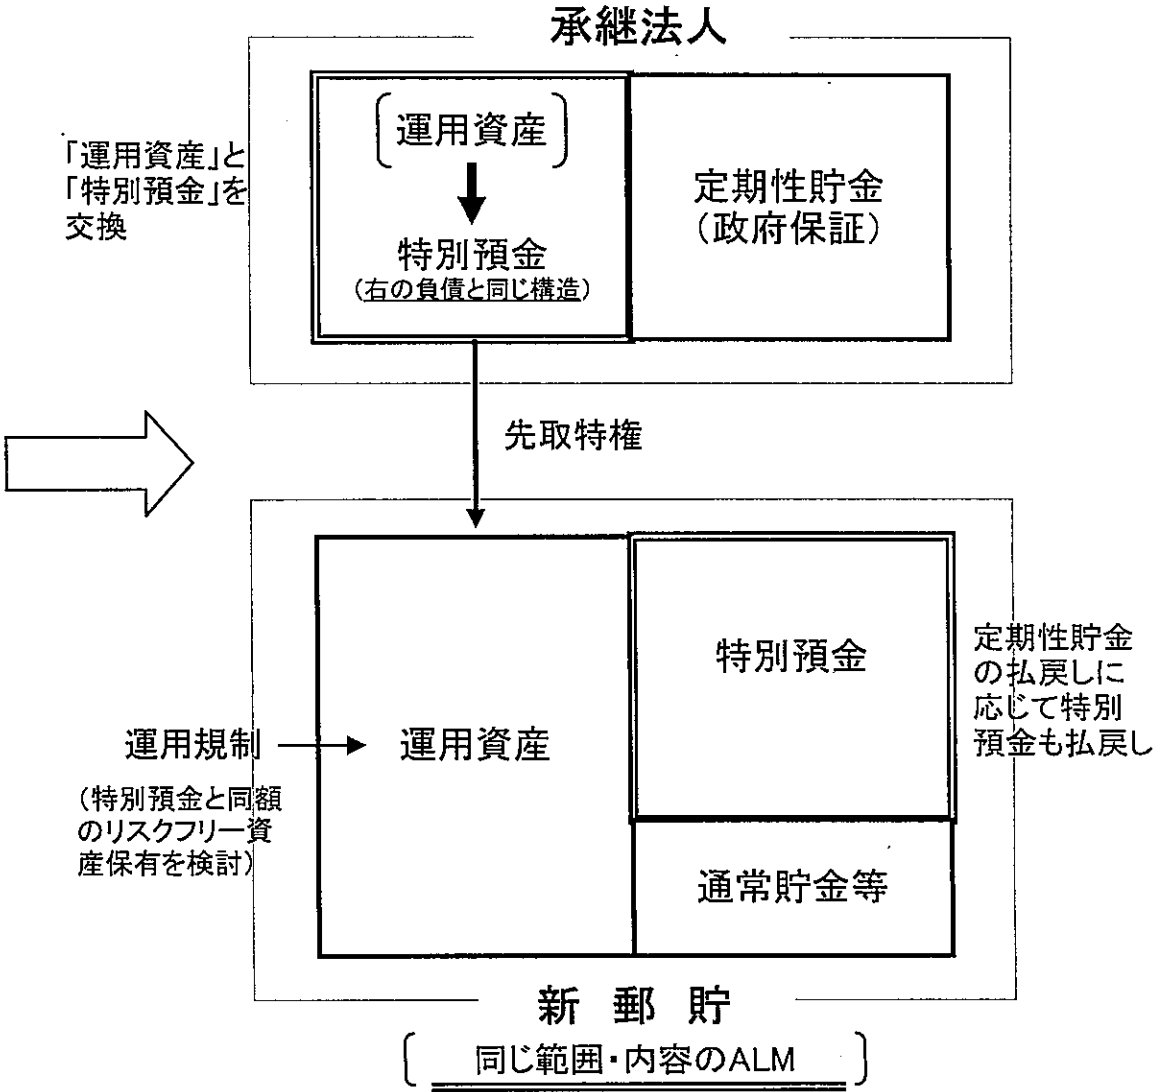 承継法人
「運用資産」と
「特別預金」を
交換
運用資産
特別預金
（右の負債と同じ構造）
定期性貯金
（政府保証）
先取特権
運用規制
（特別預金と同額
のリスクフリー資
産保有を検討）
運用資産
特別預金
通常貯金等
定期性貯金
の払戻しに
応じて特別
預金も払戻し
新郵貯
同じ範囲・内容のALM